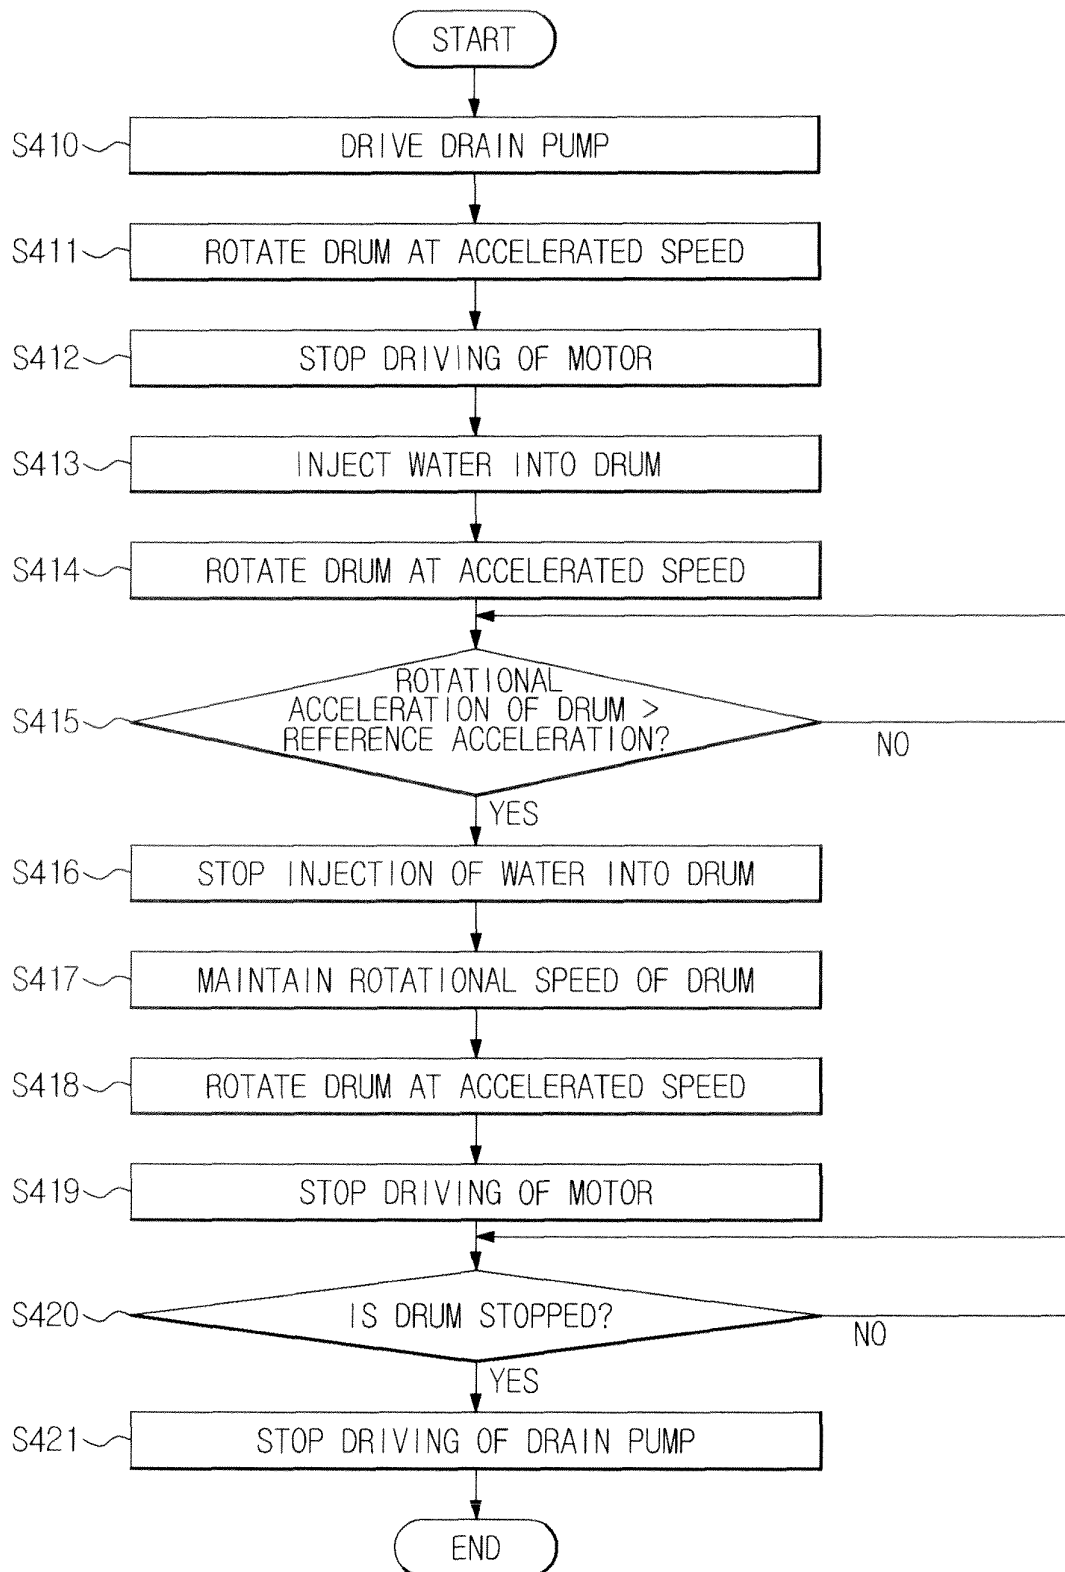 START
S410
DRIVE DRAIN PUMP
S411
ROTATE DRUM AT ACCELERATED SPEED
S412
STOP DRIVING OF MOTOR
S413
INJECT WATER INTO DRUM
S414
ROTATE DRUM AT ACCELERATED SPEED
S415
ROTATIONAL
ACCELERATION OF DRUM >
REFERENCE ACCELERATION?
NO
YES
S416
STOP INJECTION OF WATER INTO DRUM
S417
MAINTAIN ROTATIONAL SPEED OF DRUM
S418
ROTATE DRUM AT ACCELERATED SPEED
S419
STOP DRIVING OF MOTOR
S420
IS DRUM STOPPED?
NO
YES
S421
STOP DRIVING OF DRAIN PUMP
END